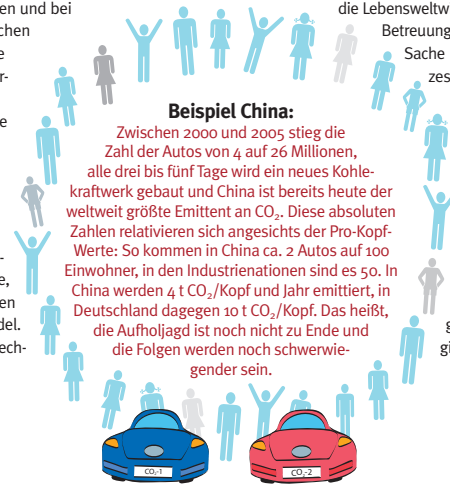 en und bei
chen
e
r-
e
-
e,
en
del.
ech-
die Lebensweltw
Betreuung
Sache
zes
Beispiel China:
Zwischen 2000 und 2005 stieg die
Zahl der Autos von 4 auf 26 Millionen,
alle drei bis fünf Tage wird ein neues Kohle-
kraftwerk gebaut und China ist bereits heute der
weltweit größte Emittent an CO₂. Diese absoluten
Zahlen relativieren sich angesichts der Pro-Kopf-
Werte: So kommen in China ca. 2 Autos auf 100
Einwohner, in den Industrienationen sind es 50. In
China werden 4 t CO₂/Kopf und Jahr emittiert, in
Deutschland dagegen 10 t CO₂/Kopf. Das heißt,
die Aufholjagd ist noch nicht zu Ende und
die Folgen werden noch schwerwie-
gender sein.
g
gi
CO₂-1
CO₂-2